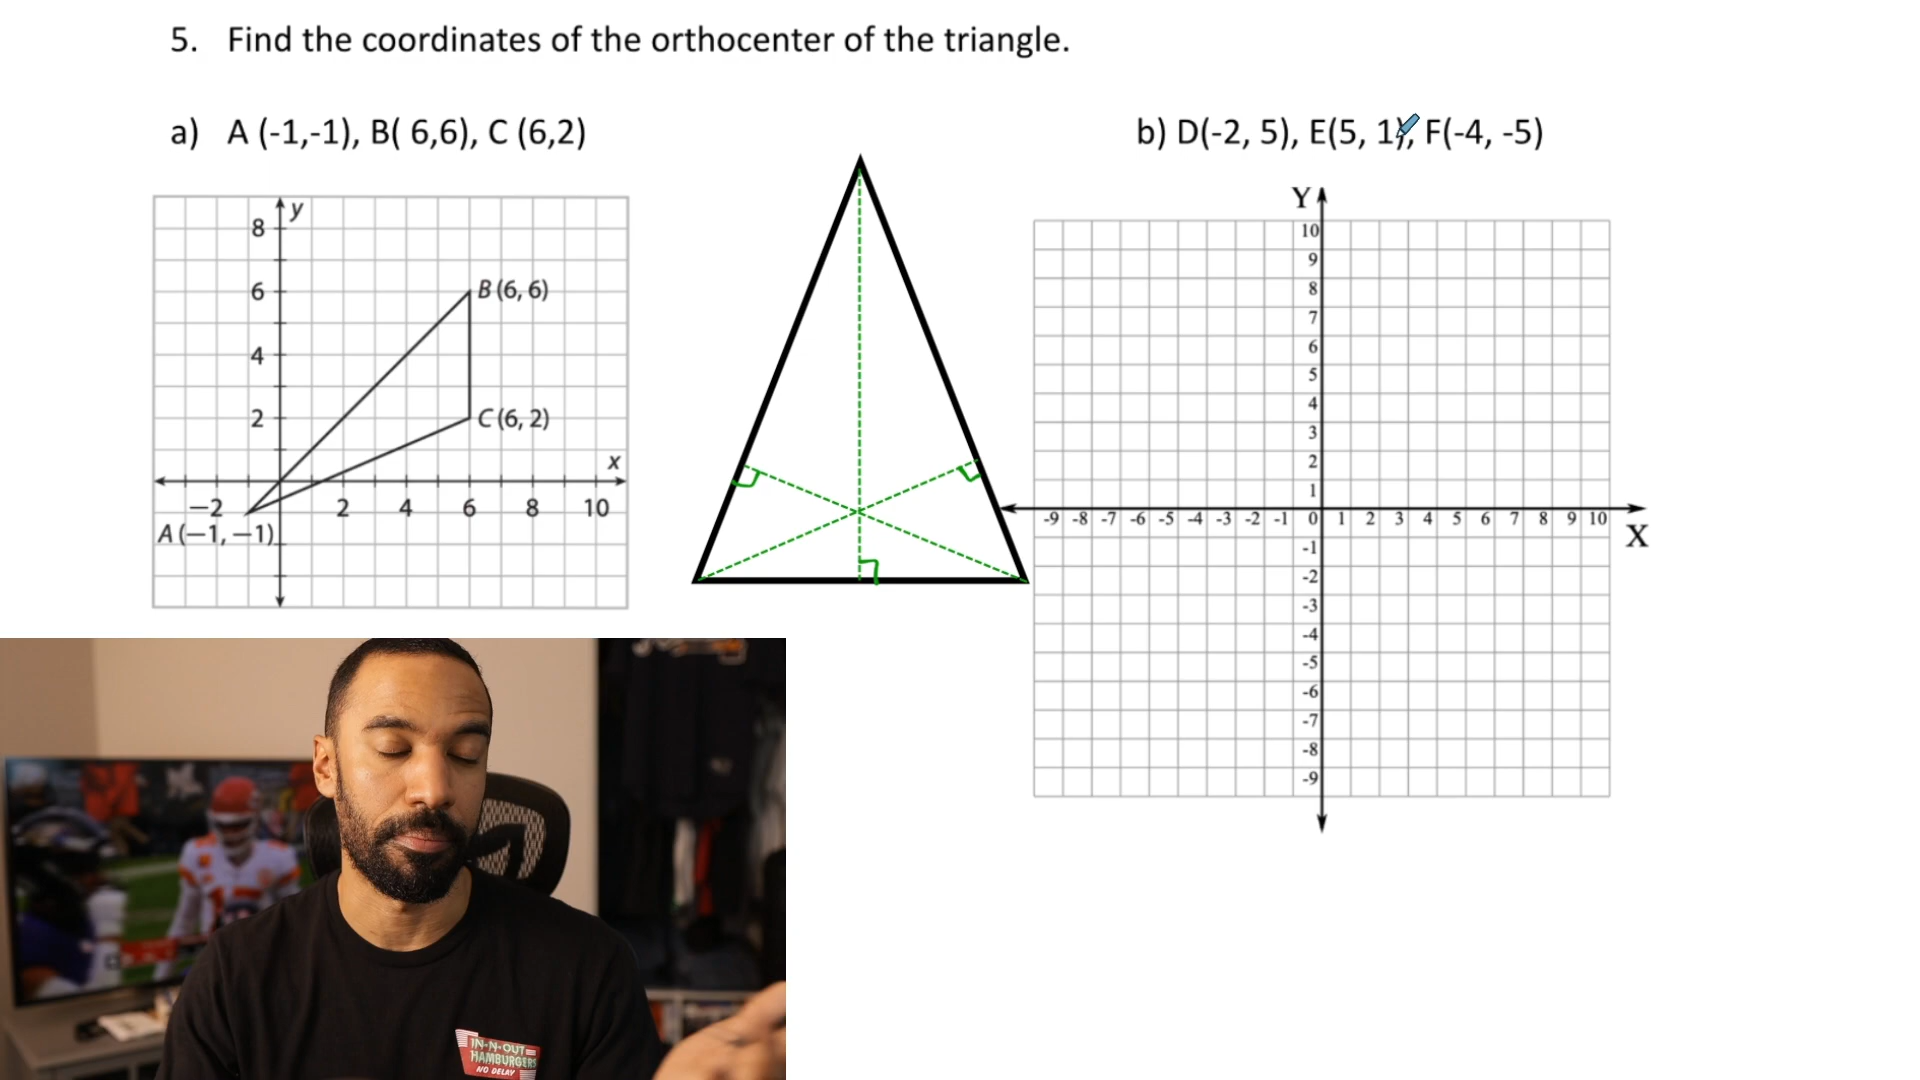 5. Find the coordinates of the orthocenter of the triangle.
a) A (-1,-1), B( 6,6), C (6,2)
b) D(-2, 5), E(5, 1), F(-4, -5)
y
8
B (6, 6)
6
4
2
C (6, 2)
x
−2 2 4 6 8 10
A (−1, −1)
Y
10
9
8
7
6
5
4
3
2
1
-9 -8 -7 -6 -5 -4 -3 -2 -1 0 1 2 3 4 5 6 7 8 9 10
X
-1
-2
-3
-4
-5
-6
-7
-8
-9
IN-N-OUT
HAMBURGERS
NO DELAY